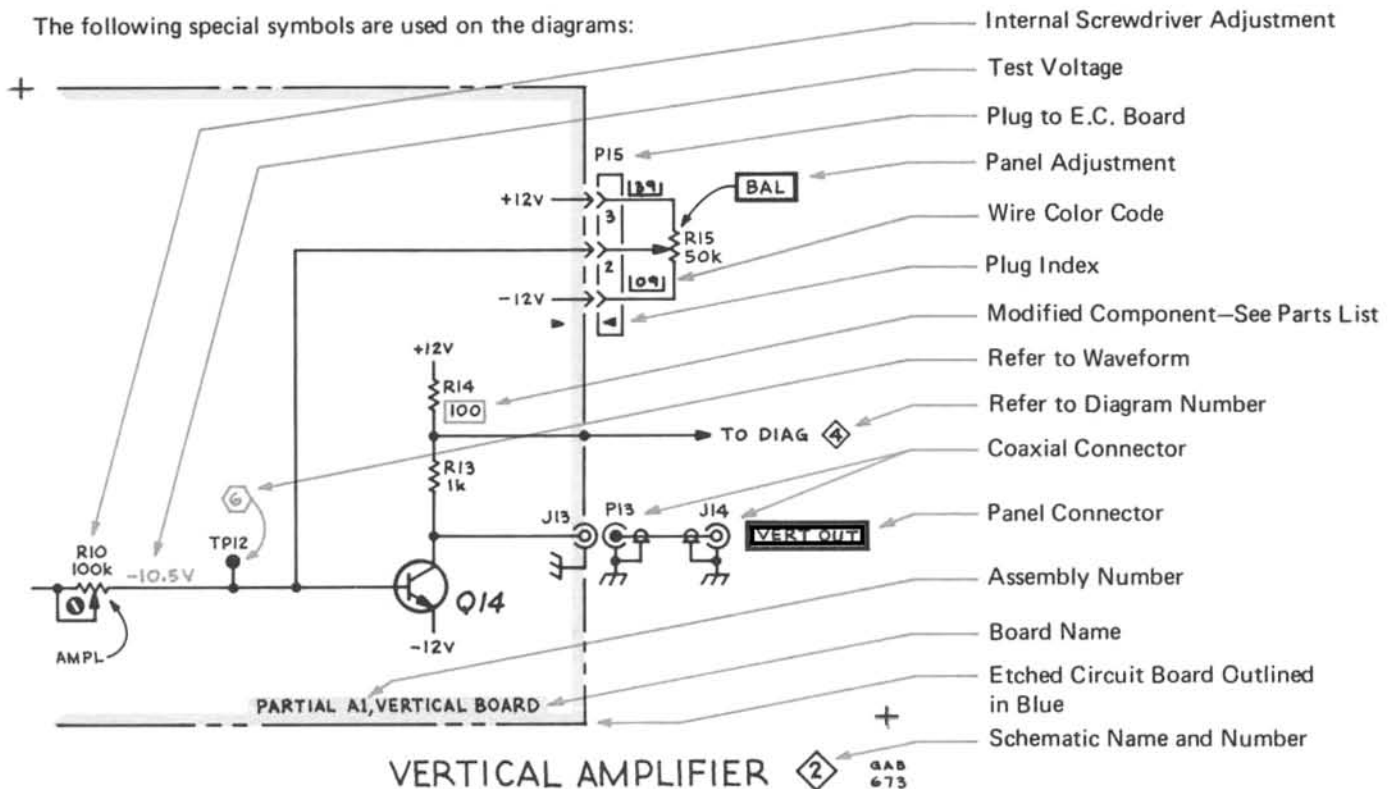 The following special symbols are used on the diagrams:
Internal Screwdriver Adjustment
Test Voltage
Plug to E.C. Board
Panel Adjustment
Wire Color Code
Plug Index
Modified Component—See Parts List
Refer to Waveform
Refer to Diagram Number
Coaxial Connector
Panel Connector
Assembly Number
Board Name
Etched Circuit Board Outlined
in Blue
Schematic Name and Number
P15
39
BAL
+12V
3
R15
50k
2
09
-12V
+12V
R14
100
TO DIAG 4
R13
1k
J13
P13
J14
VERT OUT
6
TP12
R10
100k
-10.5V
Q14
AMPL
-12V
PARTIAL A1, VERTICAL BOARD
VERTICAL AMPLIFIER 2
GAB
673